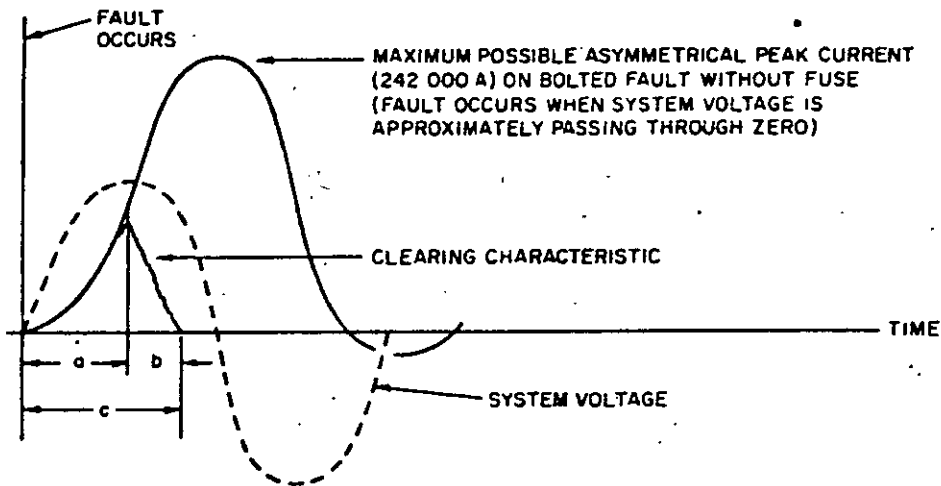 FAULT
OCCURS
MAXIMUM POSSIBLE ASYMMETRICAL PEAK CURRENT
(242 000 A) ON BOLTED FAULT WITHOUT FUSE
(FAULT OCCURS WHEN SYSTEM VOLTAGE IS
APPROXIMATELY PASSING THROUGH ZERO)
CLEARING CHARACTERISTIC
TIME
a
b
c
SYSTEM VOLTAGE